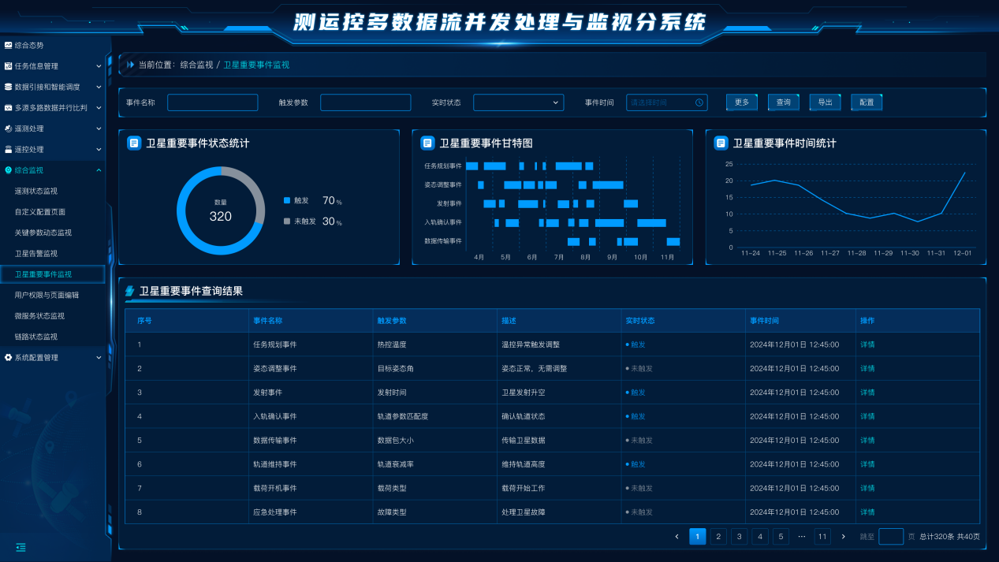 测运控多数据流并发处理与监视分系统
综合态势
任务信息管理
数据引接和智能调度
多源多路数据并行比判
遥测处理
遥控处理
综合监视
遥测状态监视
自定义配置页面
关键参数动态监视
卫星告警监视
卫星重要事件监视
用户权限与页面编辑
微服务状态监视
链路状态监视
系统配置管理
当前位置: 综合监视 / 卫星重要事件监视
事件名称 触发参数 实时状态 事件时间 请选择时间 更多 查询 导出 配置
卫星重要事件状态统计
数量
320
触发 70%
未触发 30%
卫星重要事件甘特图
任务规划事件
姿态调整事件
发射事件
入轨确认事件
数据传输事件
4月 5月 6月 7月 8月 9月 10月 11月
卫星重要事件时间统计
25
20
15
10
5
0
11-24 11-25 11-26 11-27 11-28 11-29 11-30 11-31 12-01
卫星重要事件查询结果
序号 事件名称 触发参数 描述 实时状态 事件时间 操作
1 任务规划事件 热控温度 温控异常触发调整 触发 2024年12月01日 12:45:00 详情
2 姿态调整事件 目标姿态角 姿态正常，无需调整 未触发 2024年12月01日 12:45:00 详情
3 发射事件 发射时间 卫星发射升空 触发 2024年12月01日 12:45:00 详情
4 入轨确认事件 轨道参数匹配度 确认轨道状态 触发 2024年12月01日 12:45:00 详情
5 数据传输事件 数据包大小 传输卫星数据 未触发 2024年12月01日 12:45:00 详情
6 轨道维持事件 轨道衰减率 维持轨道高度 触发 2024年12月01日 12:45:00 详情
7 载荷开机事件 载荷类型 载荷开始工作 未触发 2024年12月01日 12:45:00 详情
8 应急处理事件 故障类型 处理卫星故障 未触发 2024年12月01日 12:45:00 详情
1 2 3 4 5 ··· 11 跳至 页 总计320条 共40页